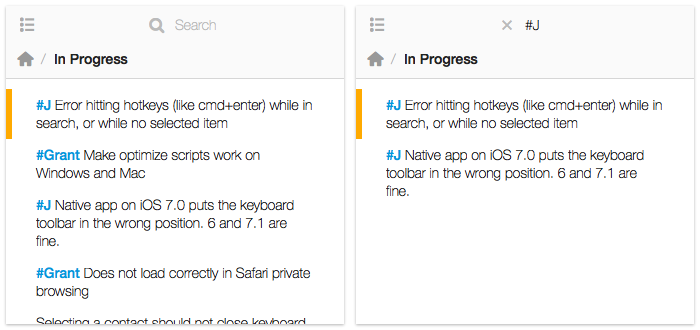 Search
/ In Progress
#J Error hitting hotkeys (like cmd+enter) while in
search, or while no selected item
#Grant Make optimize scripts work on
Windows and Mac
#J Native app on iOS 7.0 puts the keyboard
toolbar in the wrong position. 6 and 7.1 are
fine.
#Grant Does not load correctly in Safari private
browsing
Selecting a contact should not close keyboard
#J
/ In Progress
#J Error hitting hotkeys (like cmd+enter) while in
search, or while no selected item
#J Native app on iOS 7.0 puts the keyboard
toolbar in the wrong position. 6 and 7.1 are
fine.